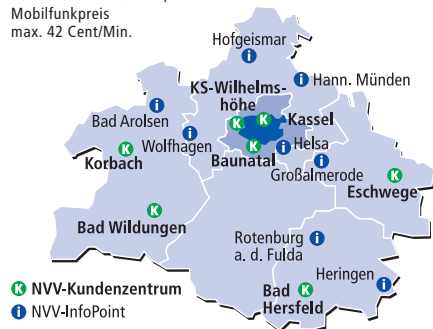 Mobilfunkpreis
max. 42 Cent/Min.
Hofgeismar
i
i Hann. Münden
KS-Wilhelms-
höhe
K
K Kassel
i
Bad Arolsen
i
Wolfhagen
K
Korbach
K
Baunatal
i Helsa
i
Großalmerode
K
Eschwege
K
Bad Wildungen
Rotenburg
a. d. Fulda
i
Heringen
i
Bad
Hersfeld
K
K NVV-Kundenzentrum
i NVV-InfoPoint